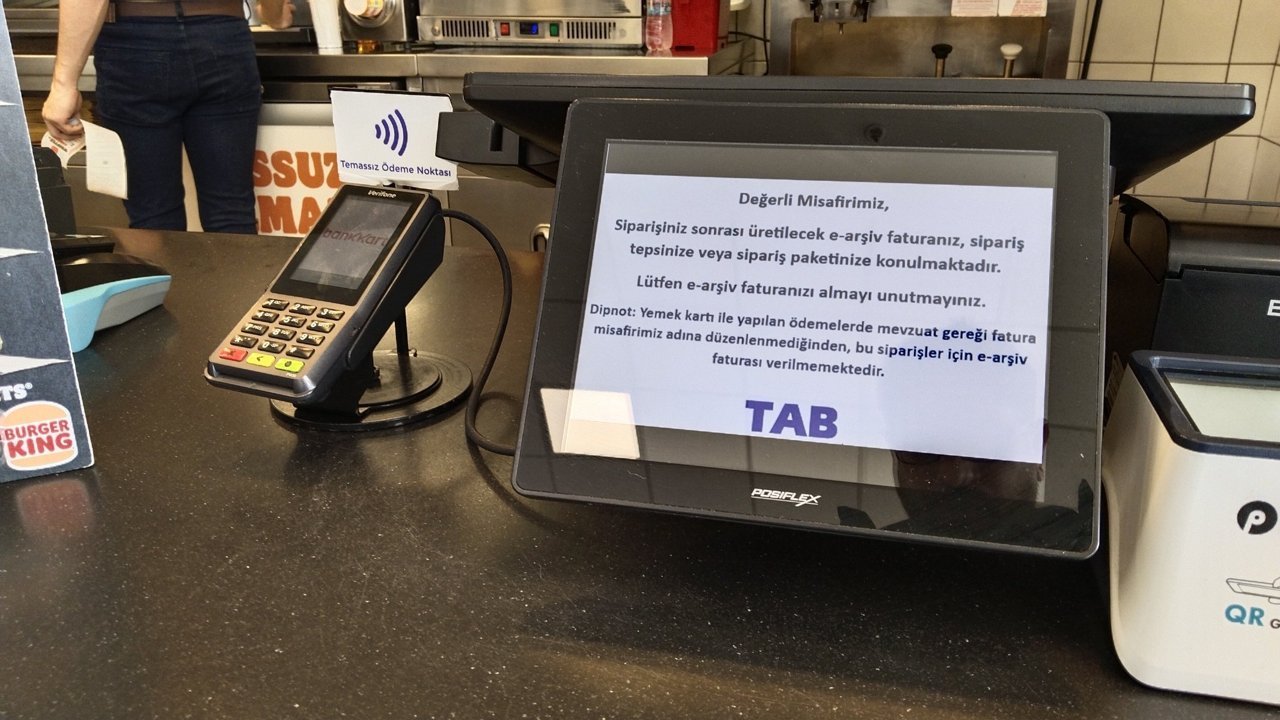 Temassız Ödeme Noktası
Verifone
bankkart
Değerli Misafirimiz,
Siparişiniz sonrası üretilecek e-arşiv faturanız, sipariş
tepsinize veya sipariş paketinize konulmaktadır.
Lütfen e-arşiv faturanızı almayı unutmayınız.
Dipnot: Yemek kartı ile yapılan ödemelerde mevzuat gereği fatura
misafirimiz adına düzenlenmediğinden, bu siparişler için e-arşiv
faturası verilmemektedir.
TAB
POSIFLEX
BURGER
KING
QR